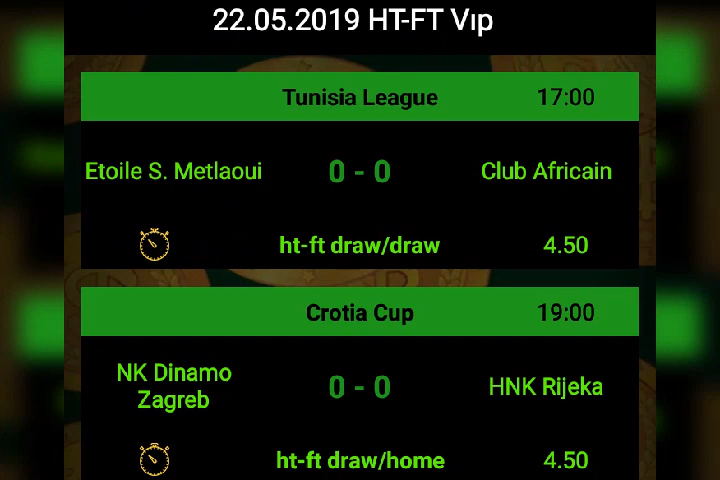 22.05.2019 HT-FT Vıp
Tunisia League 17:00
Etoile S. Metlaoui 0 - 0 Club Africain
ht-ft draw/draw 4.50
Crotia Cup 19:00
NK Dinamo
Zagreb 0 - 0 HNK Rijeka
ht-ft draw/home 4.50